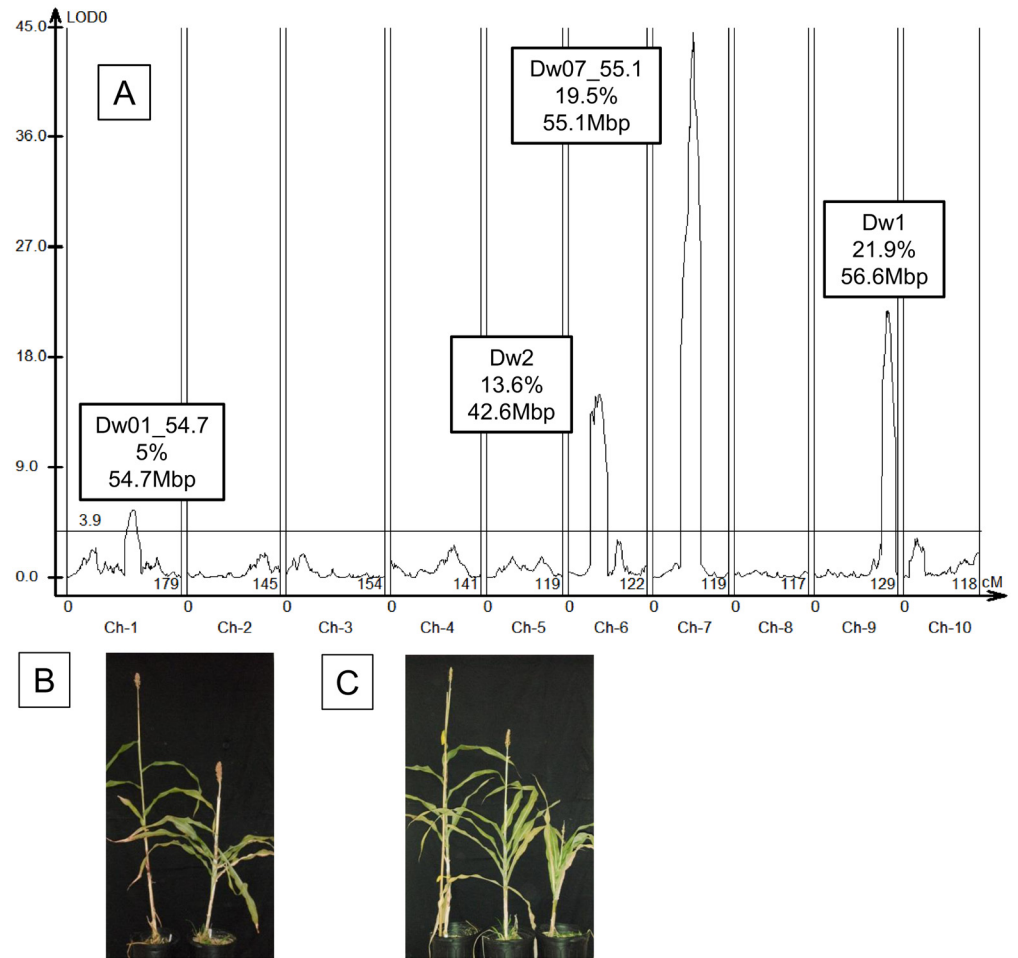 LOD0
45.0
36.0
27.0
18.0
9.0
0.0
A
Dw07_55.1
19.5%
55.1Mbp
Dw1
21.9%
56.6Mbp
Dw2
13.6%
42.6Mbp
Dw01_54.7
5%
54.7Mbp
3.9
179 145 154 141 119 122 119 117 129 118 cM
0 0 0 0 0 0 0 0 0 0
Ch-1 Ch-2 Ch-3 Ch-4 Ch-5 Ch-6 Ch-7 Ch-8 Ch-9 Ch-10
B
C